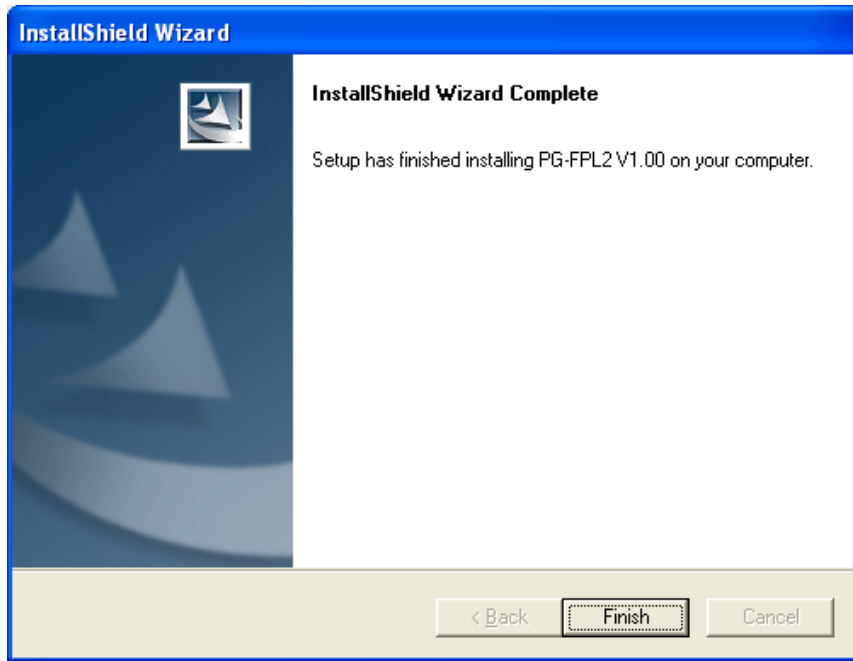 InstallShield Wizard
InstallShield Wizard Complete
Setup has finished installing PG-FPL2 V1.00 on your computer.
< Back
Finish
Cancel